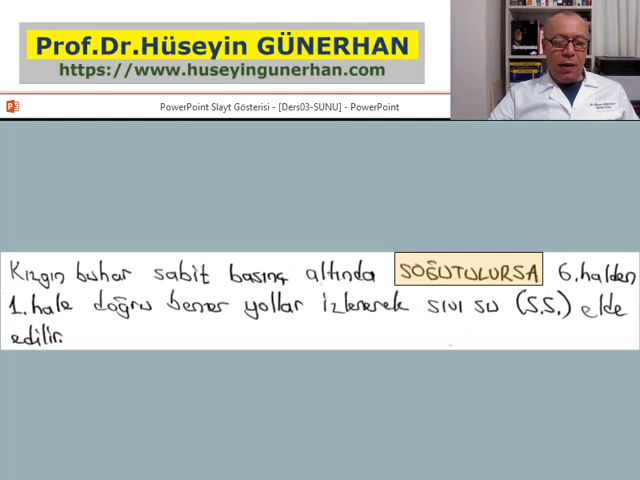 Prof.Dr.Hüseyin GÜNERHAN
https://www.huseyingunerhan.com
PowerPoint Slayt Gösterisi - [Ders03-SUNU] - PowerPoint
Kızgın buhar sabit basınç altında SOĞUTULURSA 6.halden
1.hale doğru benzer yollar izlenerek sıvı su (S.S.) elde
edilir.